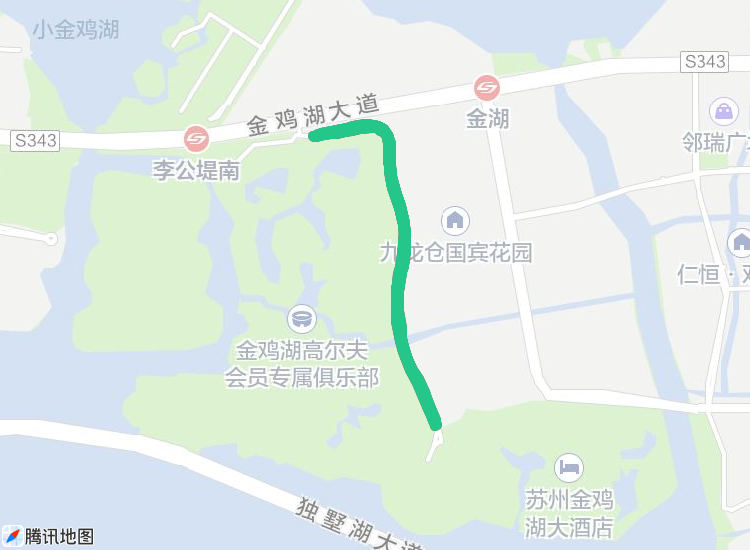 小金鸡湖
S343
金鸡湖大道
金湖
S343
李公堤南
邻瑞广
九龙仓国宾花园
仁恒·
金鸡湖高尔夫
会员专属俱乐部
苏州金鸡
湖大酒店
独墅湖大道
腾讯地图